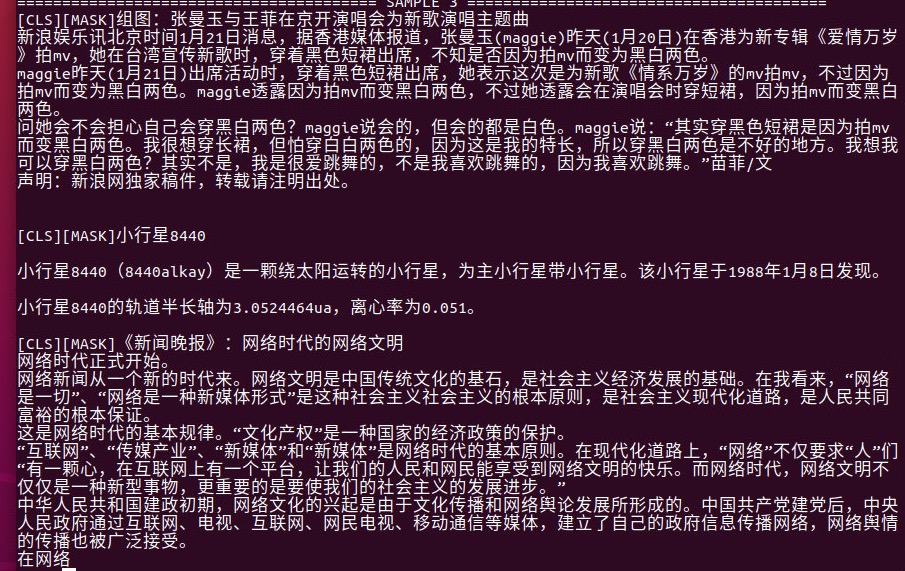 ======================================== SAMPLE 3 ========================================
[CLS][MASK]组图：张曼玉与王菲在京开演唱会为新歌演唱主题曲
新浪娱乐讯北京时间1月21日消息，据香港媒体报道，张曼玉(maggie)昨天(1月20日)在香港为新专辑《爱情万岁
》拍mv，她在台湾宣传新歌时，穿着黑色短裙出席，不知是否因为拍mv而变为黑白两色。
maggie昨天(1月21日)出席活动时，穿着黑色短裙出席，她表示这次是为新歌《情系万岁》的mv拍mv，不过因为
拍mv而变为黑白两色。maggie透露因为拍mv而变黑白两色，不过她透露会在演唱会时穿短裙，因为拍mv而变黑白
两色。
问她会不会担心自己会穿黑白两色？maggie说会的，但会的都是白色。maggie说：“其实穿黑色短裙是因为拍mv
而变黑白两色。我很想穿长裙，但怕穿白白两色的，因为这是我的特长，所以穿黑白两色是不好的地方。我想我
可以穿黑白两色？其实不是，我是很爱跳舞的，不是我喜欢跳舞的，因为我喜欢跳舞。”苗菲/文
声明：新浪网独家稿件，转载请注明出处。
[CLS][MASK]小行星8440
小行星8440（8440alkay）是一颗绕太阳运转的小行星，为主小行星带小行星。该小行星于1988年1月8日发现。
小行星8440的轨道半长轴为3.0524464ua，离心率为0.051。
[CLS][MASK]《新闻晚报》：网络时代的网络文明
网络时代正式开始。
网络新闻从一个新的时代来。网络文明是中国传统文化的基石，是社会主义经济发展的基础。在我看来，“网络
是一切”、“网络是一种新媒体形式”是这种社会主义社会主义的根本原则，是社会主义现代化道路，是人民共同
富裕的根本保证。
这是网络时代的基本规律。“文化产权”是一种国家的经济政策的保护。
“互联网”、“传媒产业”、“新媒体”和“新媒体”是网络时代的基本原则。在现代化道路上，“网络”不仅要求“人”们
“有一颗心，在互联网上有一个平台，让我们的人民和网民能享受到网络文明的快乐。而网络时代，网络文明不
仅仅是一种新型事物，更重要的是要使我们的社会主义的发展进步。”
中华人民共和国建政初期，网络文化的兴起是由于文化传播和网络舆论发展所形成的。中国共产党建党后，中央
人民政府通过互联网、电视、互联网、网民电视、移动通信等媒体，建立了自己的政府信息传播网络，网络舆情
的传播也被广泛接受。
在网络